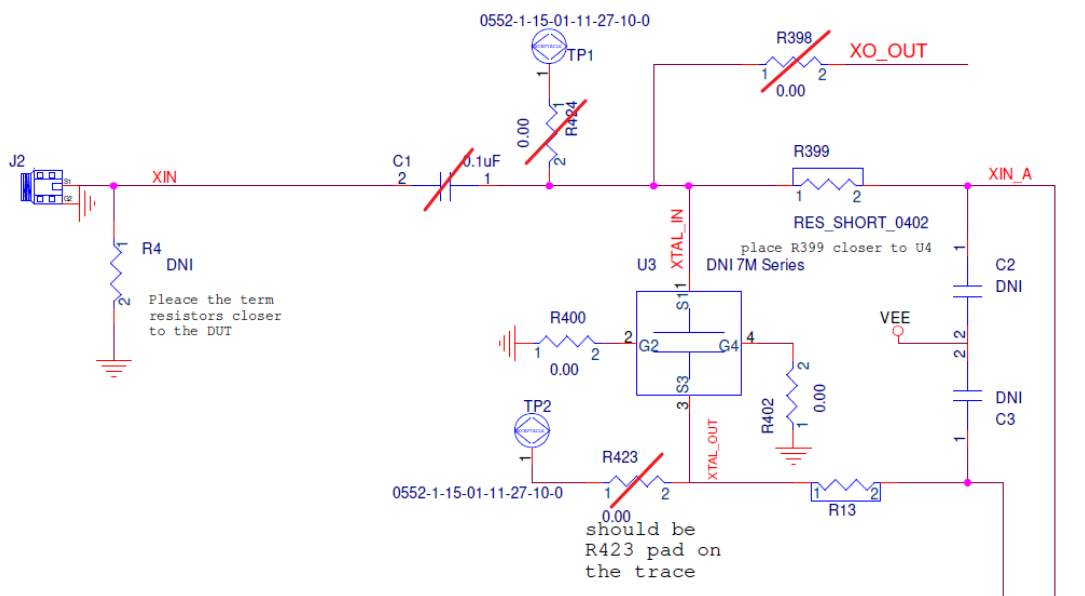 0552-1-15-01-11-27-10-0
TP1
1
R398
XO_OUT
1
2
0.00
1
0.00
R424
2
J2
S1
G2
XIN
C1
0.1uF
2
1
R399
XIN_A
1
2
RES_SHORT_0402
place R399 closer to U4
1
R4
DNI
2
Pleace the term
resistors closer
to the DUT
XTAL_IN
U3
DNI 7M Series
1
S1
1
C2
DNI
2
VEE
R400
1
2
0.00
2
G2
G4
4
2
R402
0.00
1
S3
3
2
DNI
C3
1
TP2
1
0552-1-15-01-11-27-10-0
R423
1
2
0.00
XTAL_OUT
1
2
R13
should be
R423 pad on
the trace